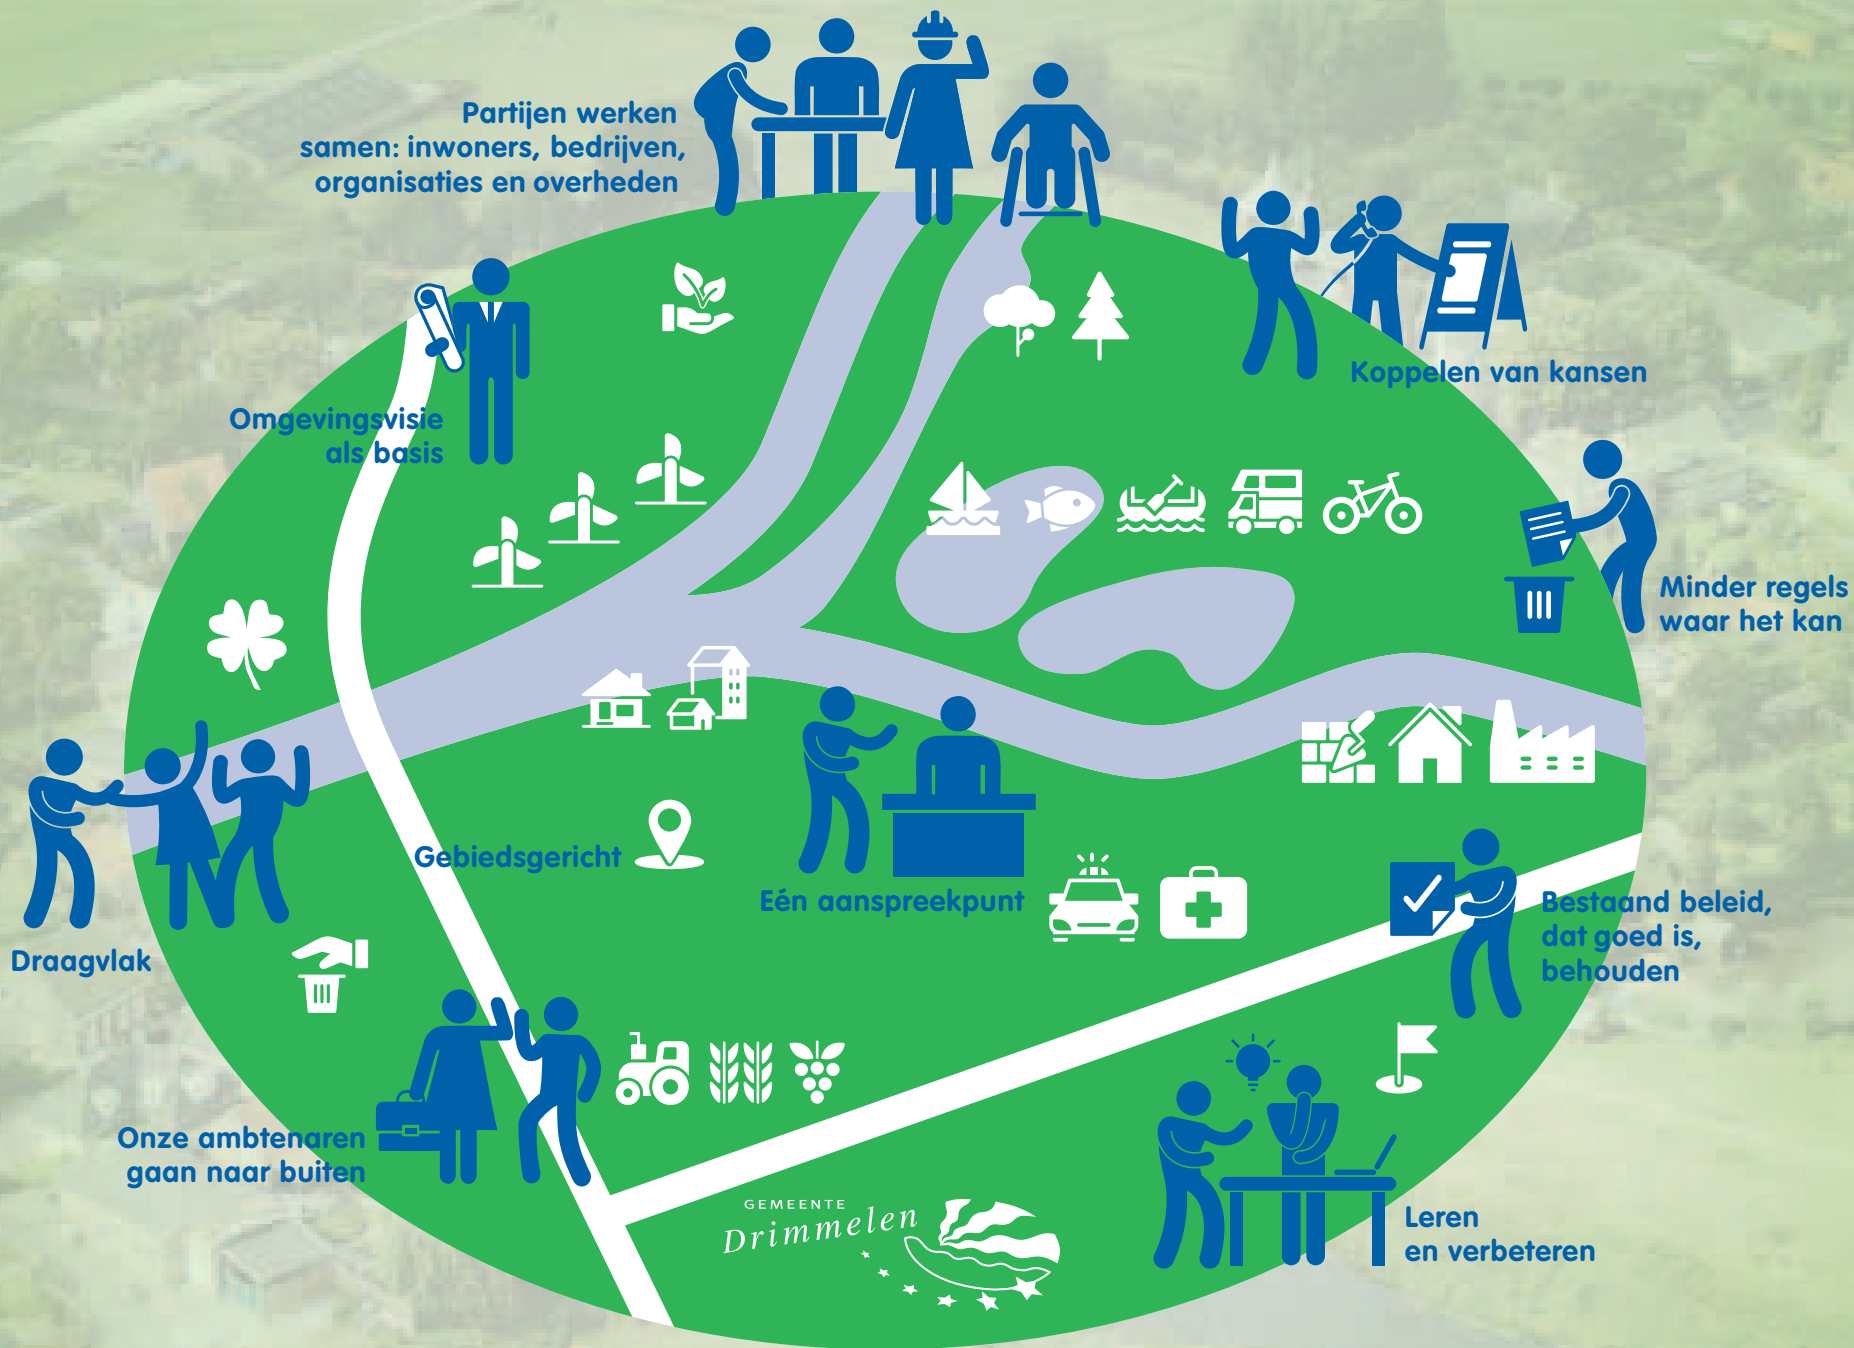 Partijen werken
samen: inwoners, bedrijven,
organisaties en overheden
Koppelen van kansen
Omgevingsvisie
als basis
Minder regels
waar het kan
Gebiedsgericht
Eén aanspreekpunt
Bestaand beleid,
dat goed is,
behouden
Draagvlak
Onze ambtenaren
gaan naar buiten
Leren
en verbeteren
GEMEENTE
Drimmelen